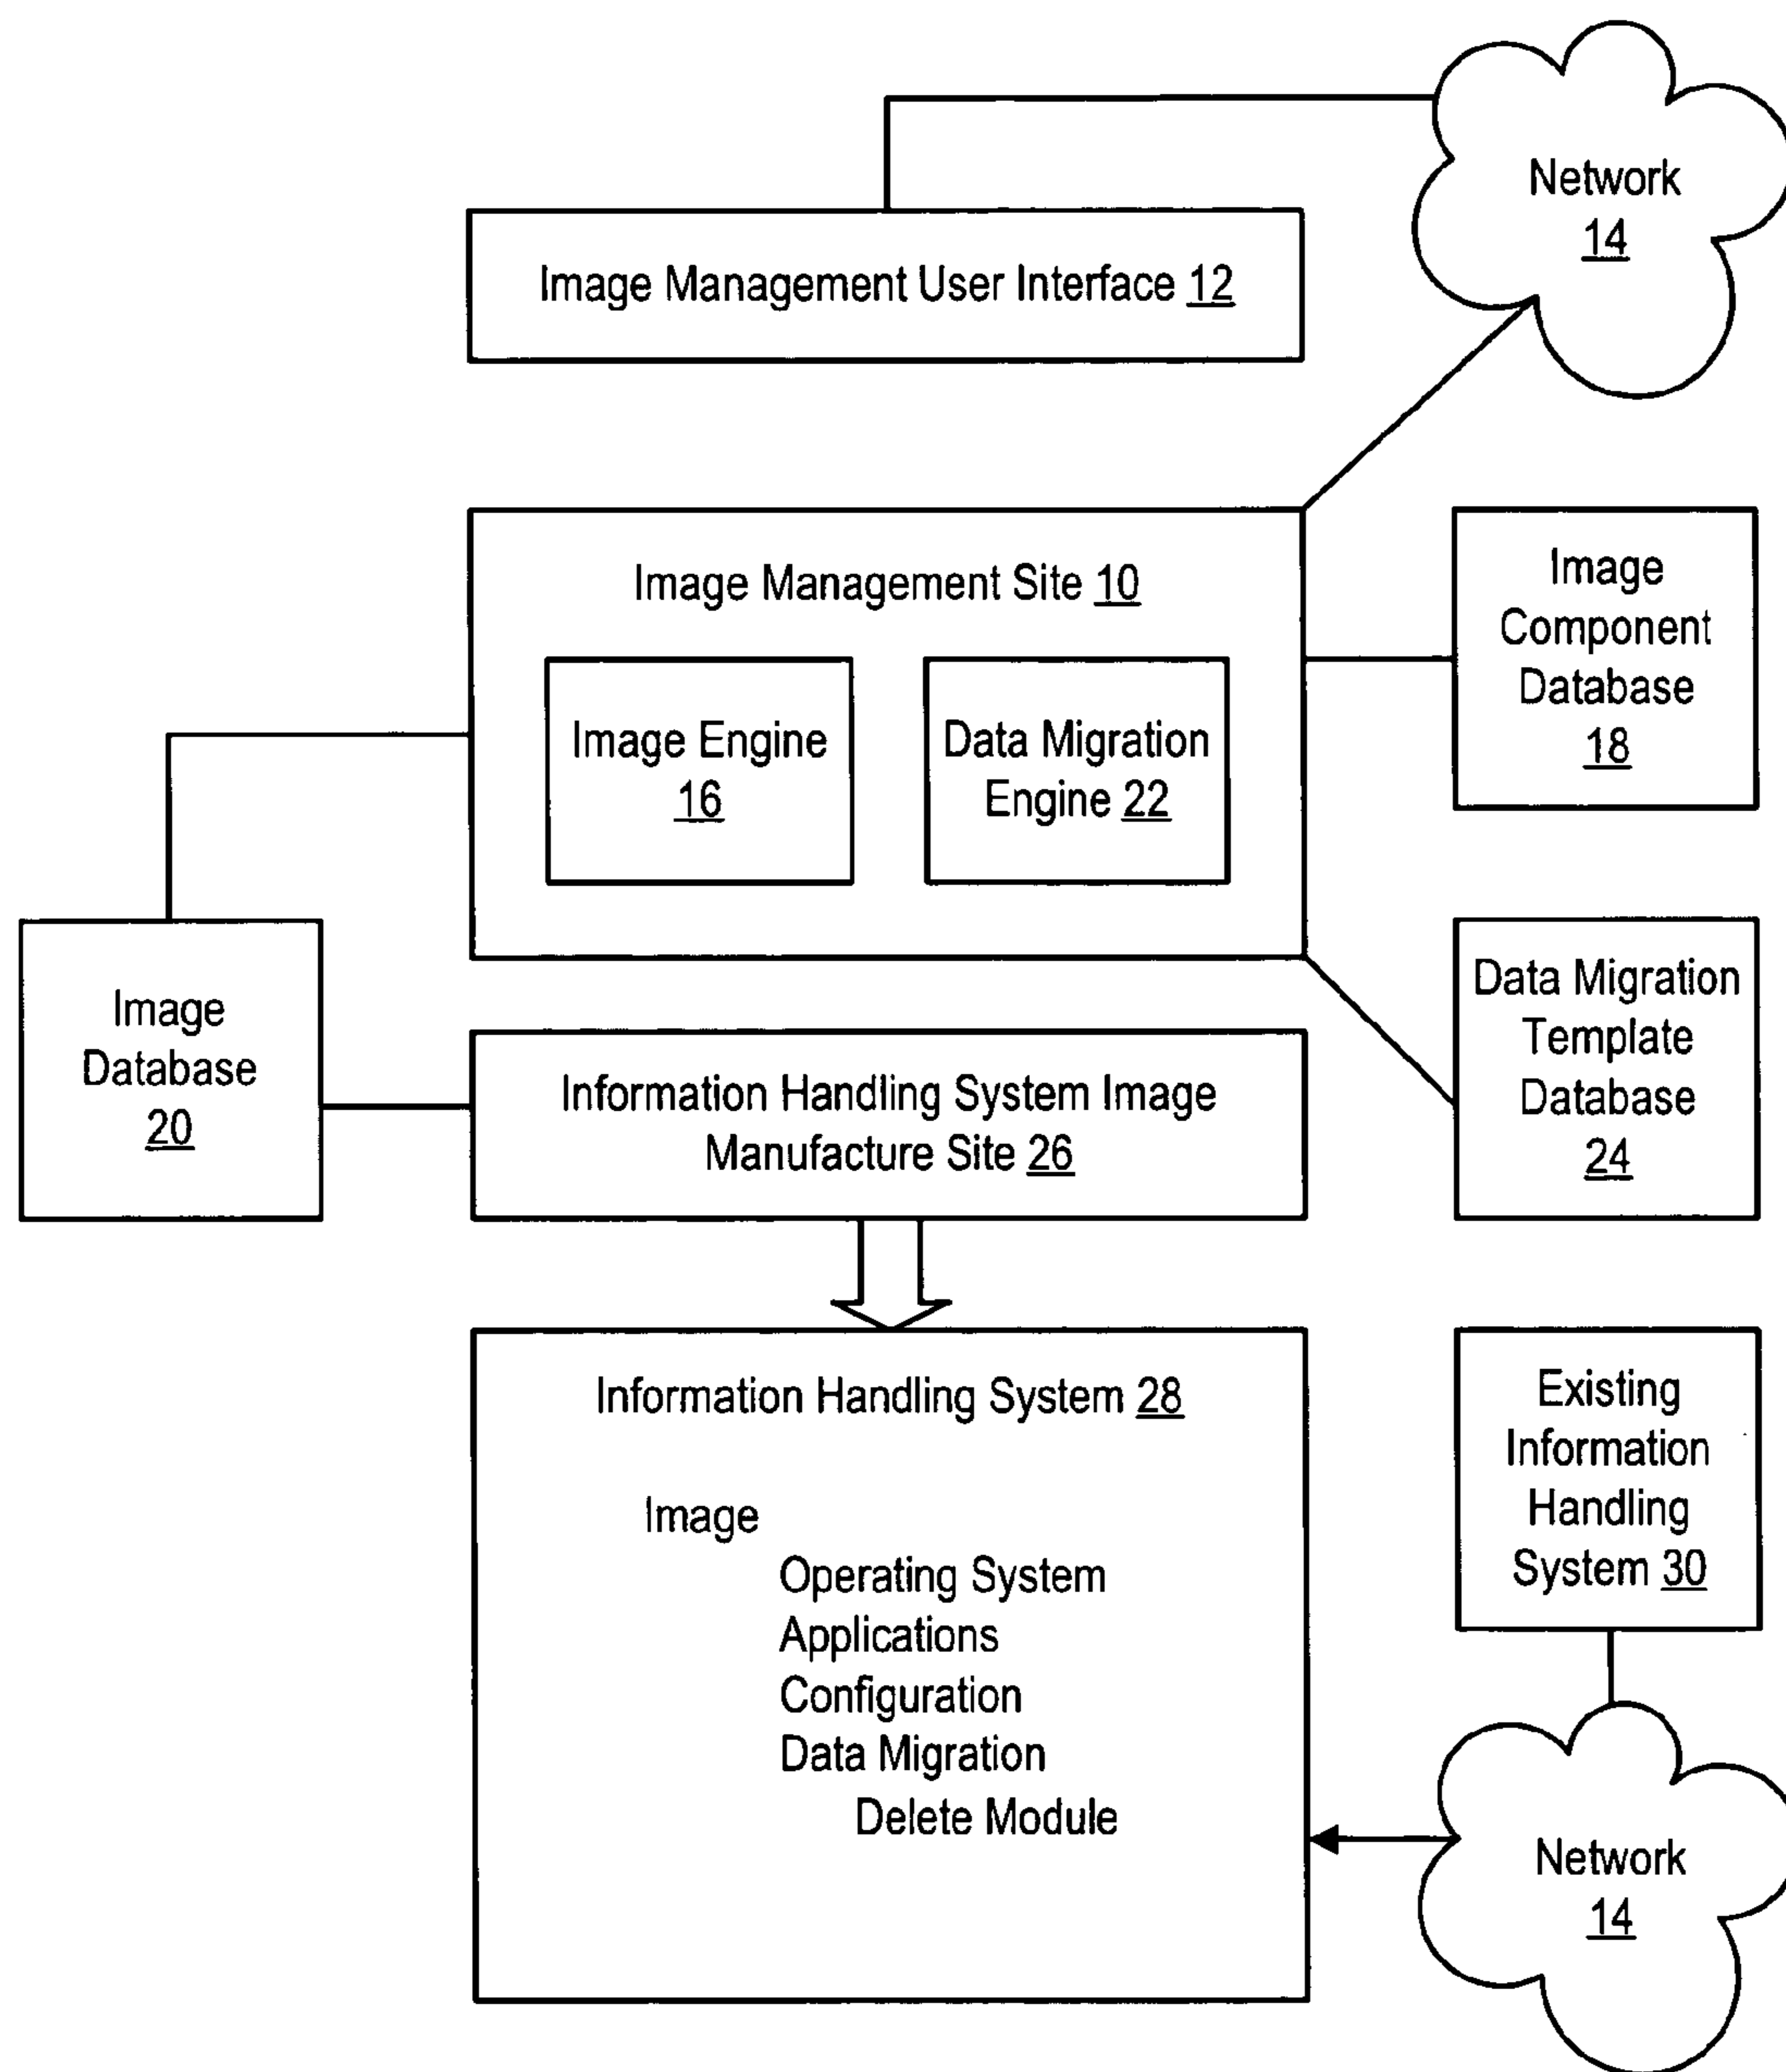 Network
14
Image Management User Interface 12
Image Management Site 10
Image Engine
16
Data Migration
Engine 22
Image
Component
Database
18
Image
Database
20
Data Migration
Template
Database
24
Information Handling System Image
Manufacture Site 26
Information Handling System 28
Image
Operating System
Applications
Configuration
Data Migration
Delete Module
Existing
Information
Handling
System 30
Network
14